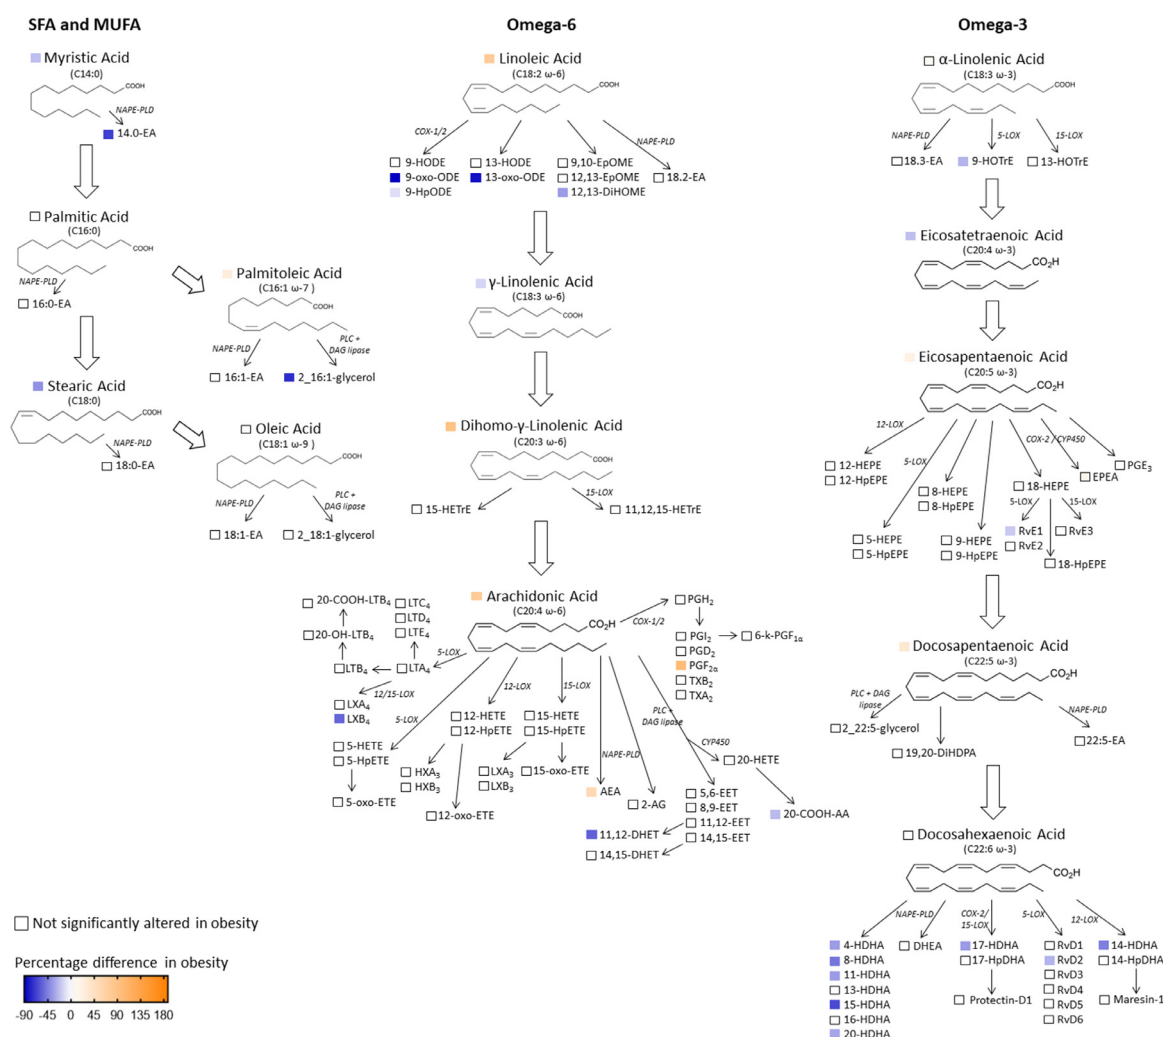 SFA and MUFA
Myristic Acid
(C14:0)
COOH
NAPE-PLD
14.0-EA
Palmitic Acid
(C16:0)
COOH
NAPE-PLD
16:0-EA
Palmitoleic Acid
(C16:1 ω-7 )
COOH
NAPE-PLD
PLC +
DAG lipase
16:1-EA
2_16:1-glycerol
Stearic Acid
(C18:0)
COOH
NAPE-PLD
18:0-EA
Oleic Acid
(C18:1 ω-9 )
COOH
NAPE-PLD
PLC +
DAG lipase
18:1-EA
2_18:1-glycerol
Omega-6
Linoleic Acid
(C18:2 ω-6)
COOH
COX-1/2
NAPE-PLD
9-HODE
9-oxo-ODE
9-HpODE
13-HODE
13-oxo-ODE
9,10-EpOME
12,13-EpOME
12,13-DiHOME
18.2-EA
γ-Linolenic Acid
(C18:3 ω-6)
COOH
Dihomo-γ-Linolenic Acid
(C20:3 ω-6)
COOH
15-LOX
15-HETrE
11,12,15-HETrE
Arachidonic Acid
(C20:4 ω-6)
CO₂H
COX-1/2
PGH₂
PGI₂
PGD₂
PGF₂α
TXB₂
TXA₂
6-k-PGF₁α
20-COOH-LTB₄
20-OH-LTB₄
LTB₄
LTC₄
LTD₄
LTE₄
LTA₄
5-LOX
12/15-LOX
LXA₄
LXB₄
5-LOX
5-HETE
5-HpETE
5-oxo-ETE
12-LOX
12-HETE
12-HpETE
HXA₃
HXB₃
12-oxo-ETE
15-LOX
15-HETE
15-HpETE
LXA₃
LXB₃
15-oxo-ETE
NAPE-PLD
AEA
PLC +
DAG lipase
2-AG
CYP450
20-HETE
20-COOH-AA
5,6-EET
8,9-EET
11,12-EET
14,15-EET
11,12-DHET
14,15-DHET
Omega-3
α-Linolenic Acid
(C18:3 ω-3)
COOH
NAPE-PLD
5-LOX
15-LOX
18.3-EA
9-HOTrE
13-HOTrE
Eicosatetraenoic Acid
(C20:4 ω-3)
CO₂H
Eicosapentaenoic Acid
(C20:5 ω-3)
CO₂H
12-LOX
5-LOX
COX-2 / CYP450
12-HEPE
12-HpEPE
8-HEPE
8-HpEPE
18-HEPE
EPEA
PGE₃
5-LOX
15-LOX
RvE1
RvE2
RvE3
5-HEPE
5-HpEPE
9-HEPE
9-HpEPE
18-HpEPE
Docosapentaenoic Acid
(C22:5 ω-3)
CO₂H
PLC + DAG
lipase
NAPE-PLD
2_22:5-glycerol
19,20-DiHDPA
22:5-EA
Docosahexaenoic Acid
(C22:6 ω-3)
CO₂H
NAPE-PLD
COX-2/
15-LOX
5-LOX
12-LOX
4-HDHA
8-HDHA
11-HDHA
13-HDHA
15-HDHA
16-HDHA
20-HDHA
DHEA
17-HDHA
17-HpDHA
Protectin-D1
RvD1
RvD2
RvD3
RvD4
RvD5
RvD6
14-HDHA
14-HpDHA
Maresin-1
Not significantly altered in obesity
Percentage difference in obesity
-90 -45 0 45 90 135 180